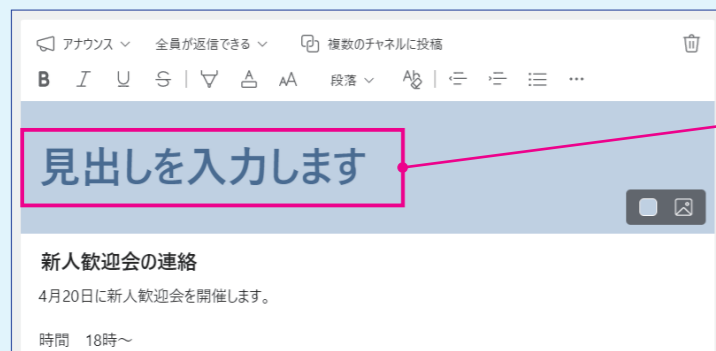 アナウンス 全員が返信できる 複数のチャネルに投稿
B I U S A AA 段落 Ab ...
見出しを入力します
新人歓迎会の連絡
4月20日に新人歓迎会を開催します。
時間 18時～